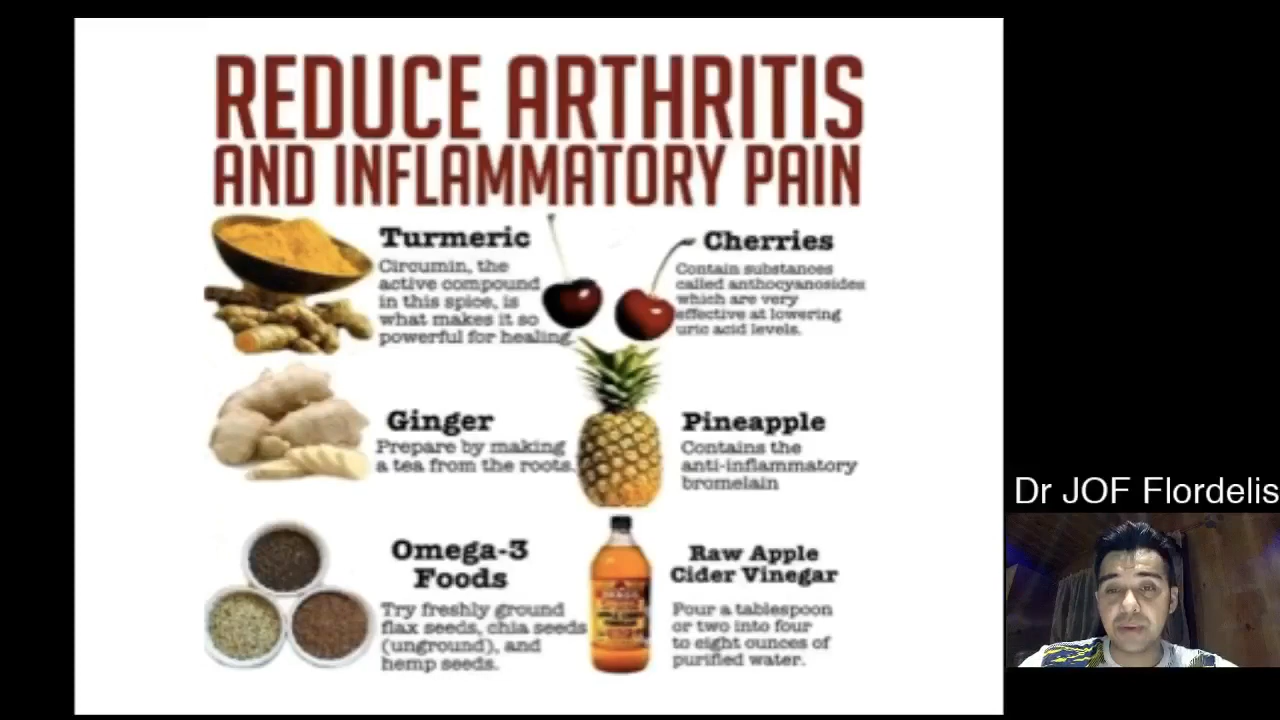 REDUCE ARTHRITIS
AND INFLAMMATORY PAIN
Turmeric
Circumin, the
active compound
in this spice, is
what makes it so
powerful for healing.
Cherries
Contain substances
called anthocyanosides
which are very
effective at lowering
uric acid levels.
Ginger
Prepare by making
a tea from the roots.
Pineapple
Contains the
anti-inflammatory
bromelain
Omega-3
Foods
Try freshly ground
flax seeds, chia seeds
(unground), and
hemp seeds.
BRAGG
Raw Apple
Cider Vinegar
Pour a tablespoon
or two into four
to eight ounces of
purified water.
Dr JOF Flordelis